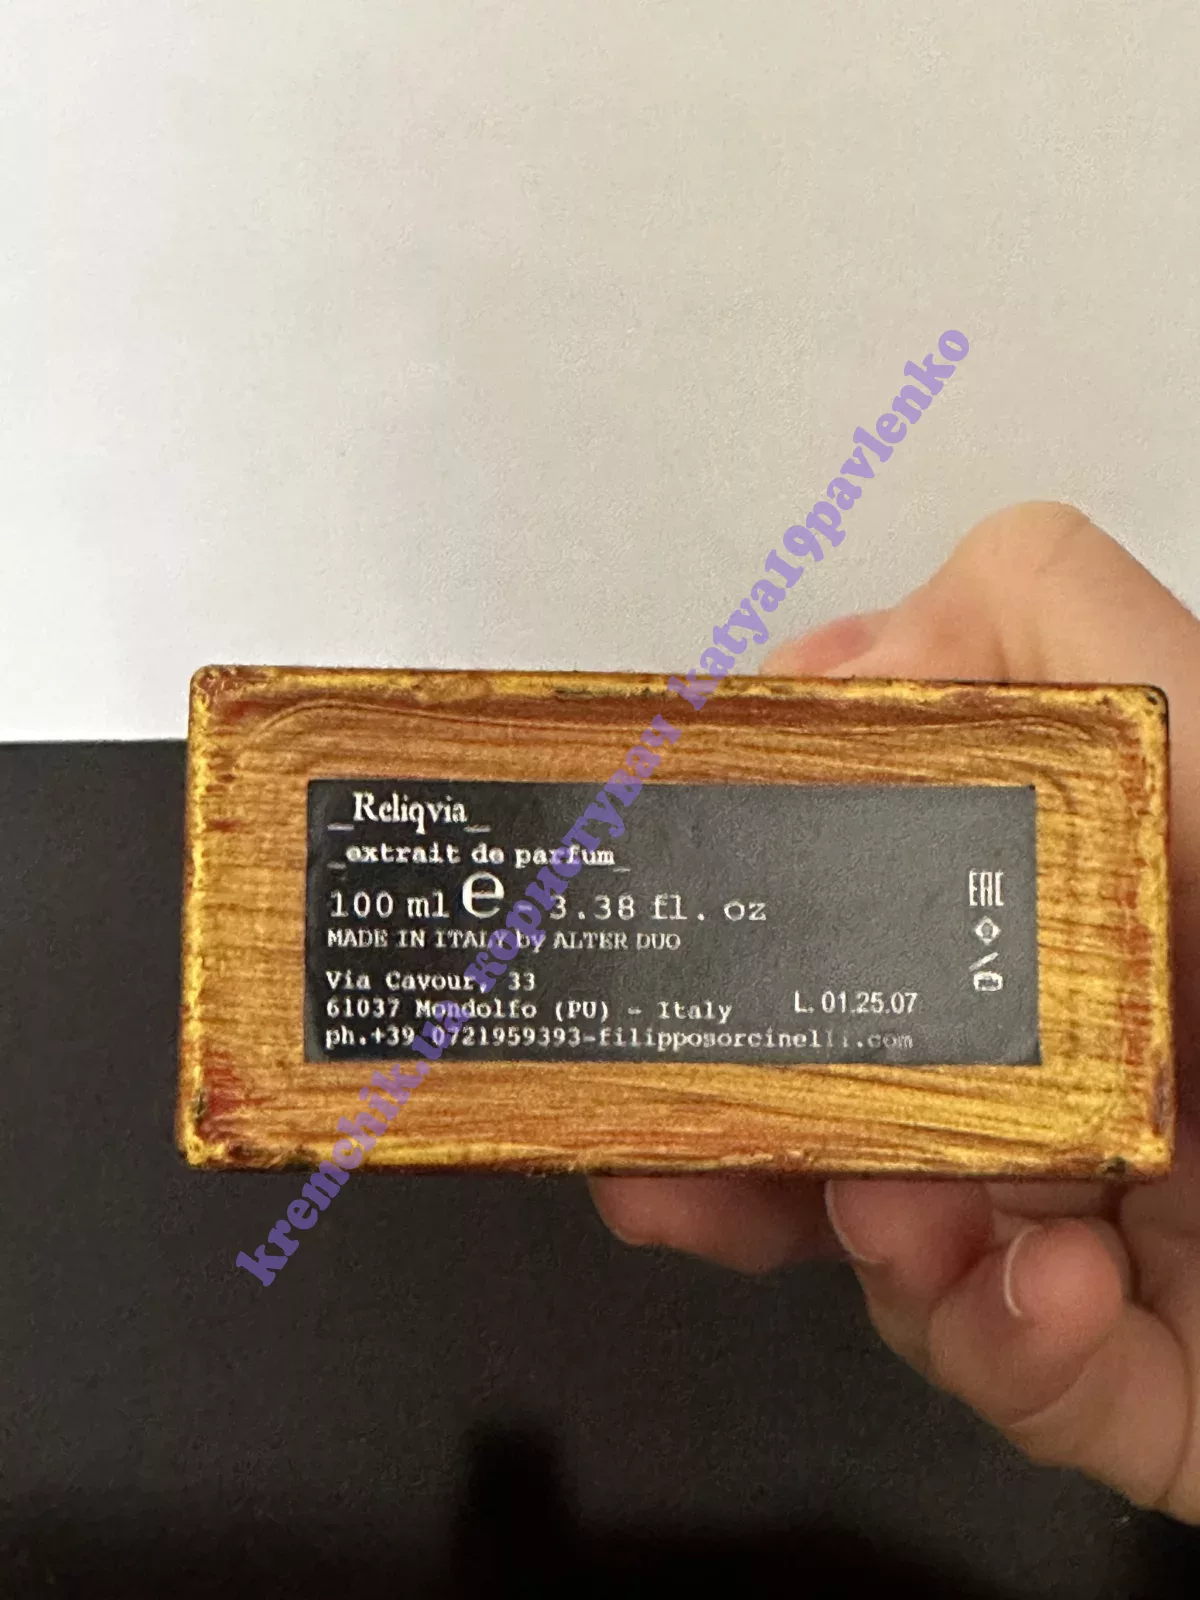 _Reliqvia_
_extrait de parfum_
100 ml e - 3.38 fl. oz
MADE IN ITALY by ALTER DUO
Via Cavour, 33
61037 Mondolfo (PU) - Italy
ph.+39 0721959393-filipposorcinelli.com
L. 01.25.07
EAC
kremchik.ua користувач katya19pavlenko